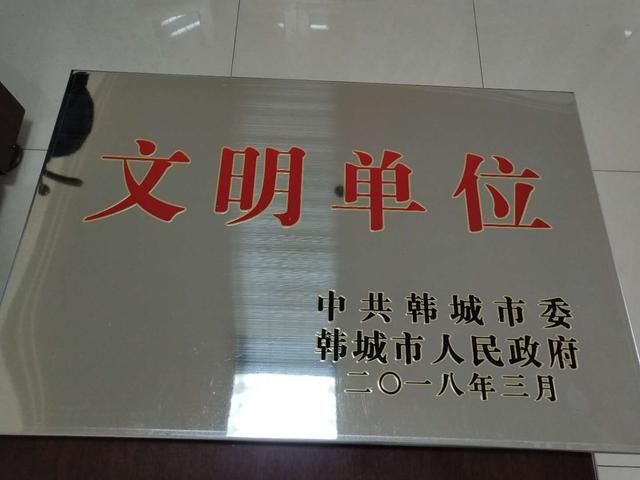 文明单位
中共韩城市委
韩城市人民政府
二〇一八年三月